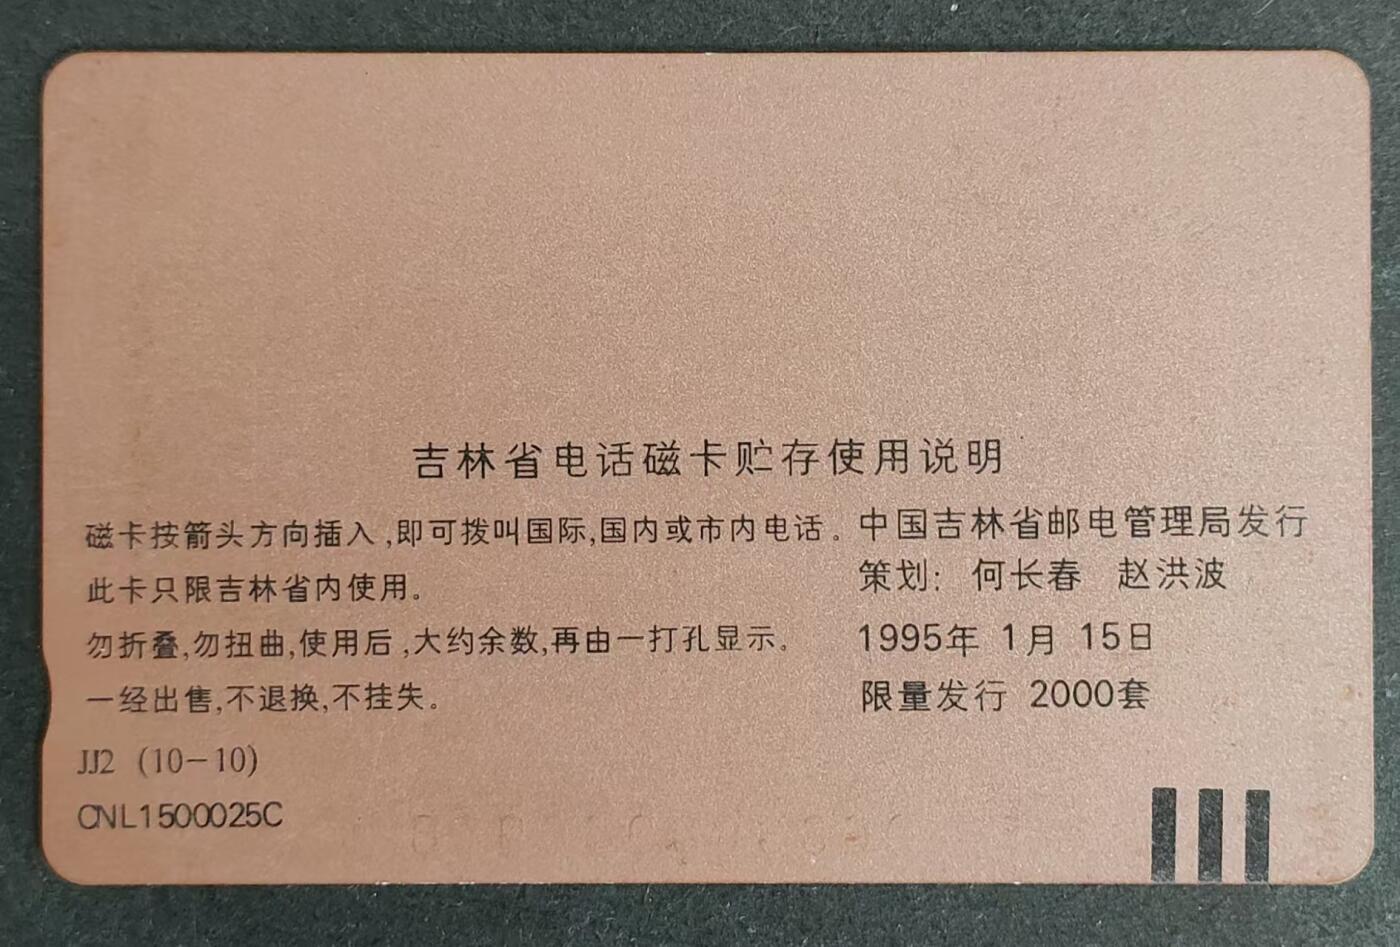 吉林省电话磁卡贮存使用说明
磁卡按箭头方向插入,即可拨叫国际,国内或市内电话。
此卡只限吉林省内使用。
勿折叠,勿扭曲,使用后,大约余数,再由一打孔显示。
一经出售,不退换,不挂失。
JJ2 (10-10)
CNL1500025C
中国吉林省邮电管理局发行
策划: 何长春 赵洪波
1995年 1月 15日
限量发行 2000套